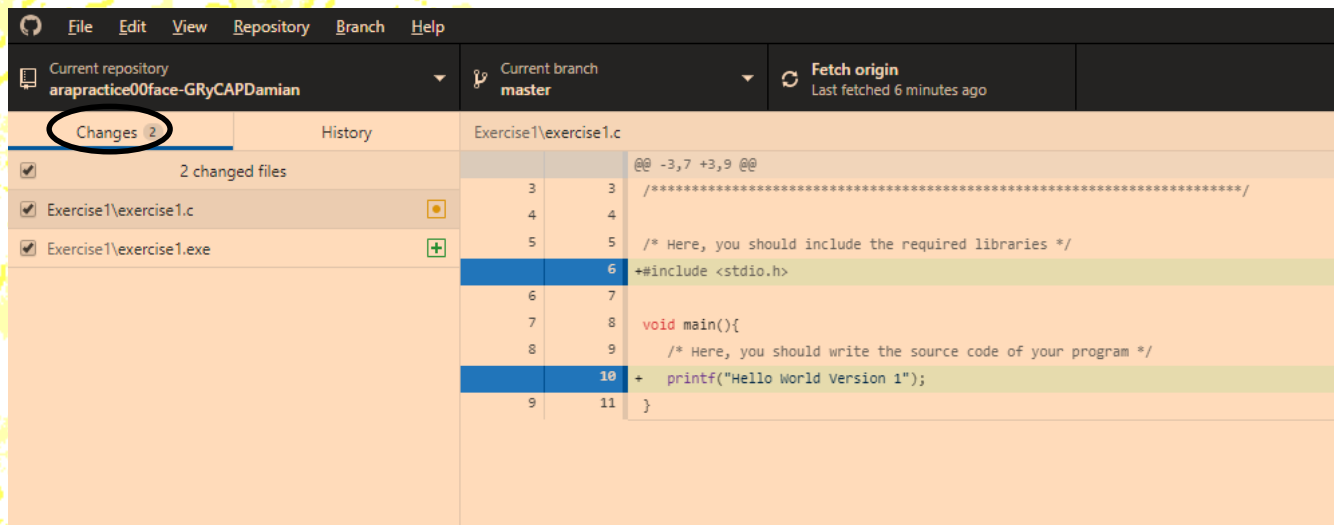 File Edit View Repository Branch Help
Current repository
arapractice00face-GRyCAPDamian
Current branch
master
Fetch origin
Last fetched 6 minutes ago
Changes 2 History
Exercise1\exercise1.c
2 changed files
Exercise1\exercise1.c
Exercise1\exercise1.exe
@@ -3,7 +3,9 @@
3 3 /*************************************************************************/
4 4
5 5 /* Here, you should include the required libraries */
6 +#include <stdio.h>
6 7
7 8 void main(){
8 9 /* Here, you should write the source code of your program */
10 + printf("Hello World Version 1");
9 11 }